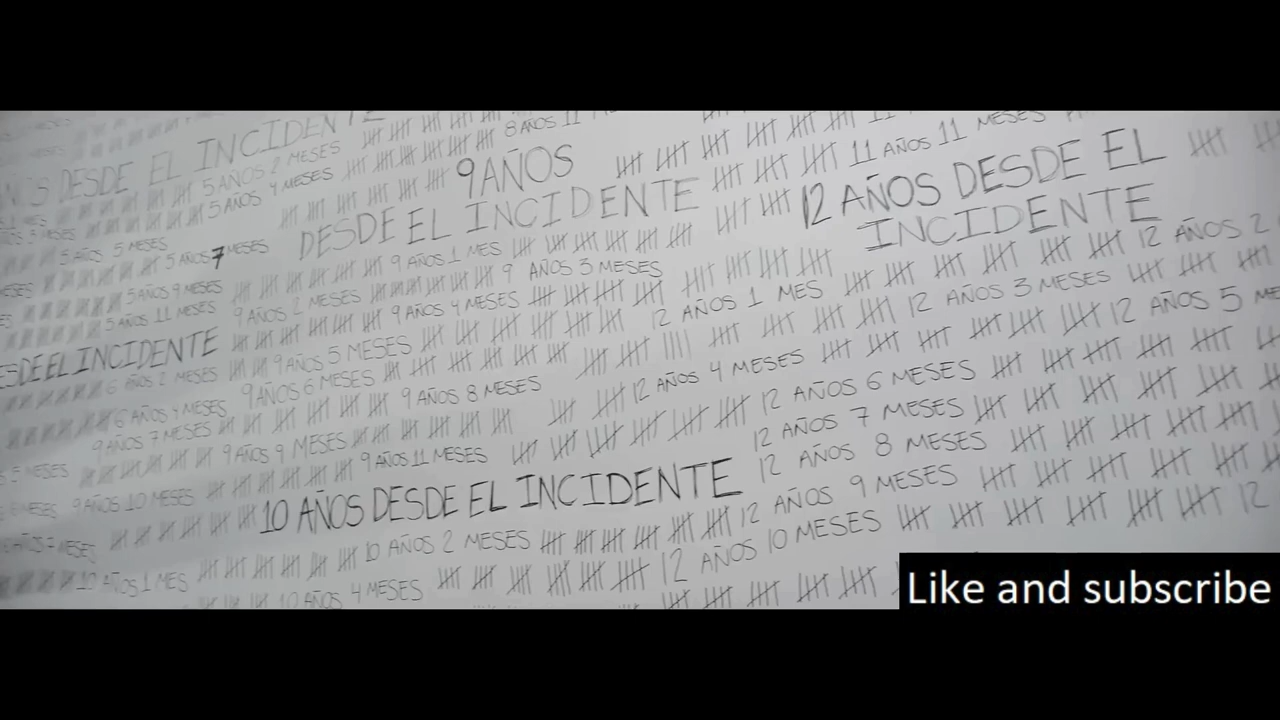 AÑOS DESDE EL INCIDENTE
5 AÑOS 2 MESES
5 AÑOS 4 MESES
5 AÑOS 5 MESES
5 AÑOS 7 MESES
5 AÑOS 9 MESES
5 AÑOS 11 MESES
DESDE EL INCIDENTE
6 AÑOS 2 MESES
6 AÑOS 4 MESES
8 AÑOS 11
9 AÑOS
DESDE EL INCIDENTE
9 AÑOS 1 MES
9 AÑOS 2 MESES
9 AÑOS 3 MESES
9 AÑOS 4 MESES
9 AÑOS 5 MESES
9 AÑOS 6 MESES
9 AÑOS 7 MESES
9 AÑOS 8 MESES
9 AÑOS 9 MESES
9 AÑOS 10 MESES
9 AÑOS 11 MESES
10 AÑOS DESDE EL INCIDENTE
10 AÑOS 1 MES
10 AÑOS 2 MESES
10 AÑOS 4 MESES
11 AÑOS 11 MESES
12 AÑOS DESDE EL
INCIDENTE
12 AÑOS 1 MES
12 AÑOS 2
12 AÑOS 3 MESES
12 AÑOS 4 MESES
12 AÑOS 5 ME
12 AÑOS 6 MESES
12 AÑOS 7 MESES
12 AÑOS 8 MESES
12 AÑOS 9 MESES
12 AÑOS 10 MESES
12
Like and subscribe